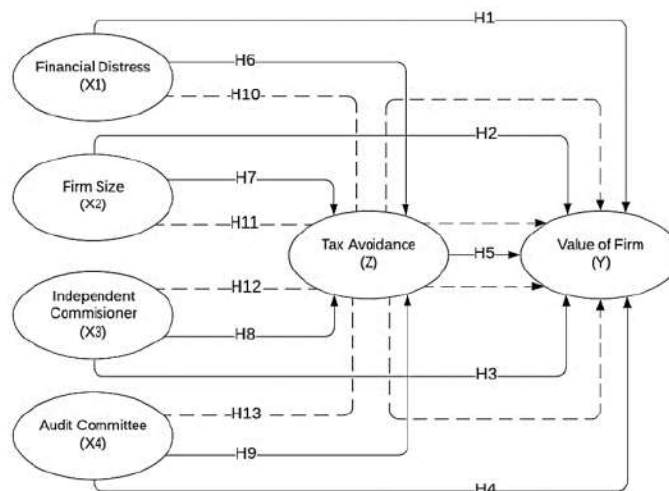 H1
Financial Distress
(X1)
H6
H10
H2
Firm Size
(X2)
H7
H11
Tax Avoidance
(Z)
H5
Value of Firm
(Y)
H12
Independent
Commisioner
(X3)
H8
H3
H13
Audit Committee
(X4)
H9
H4